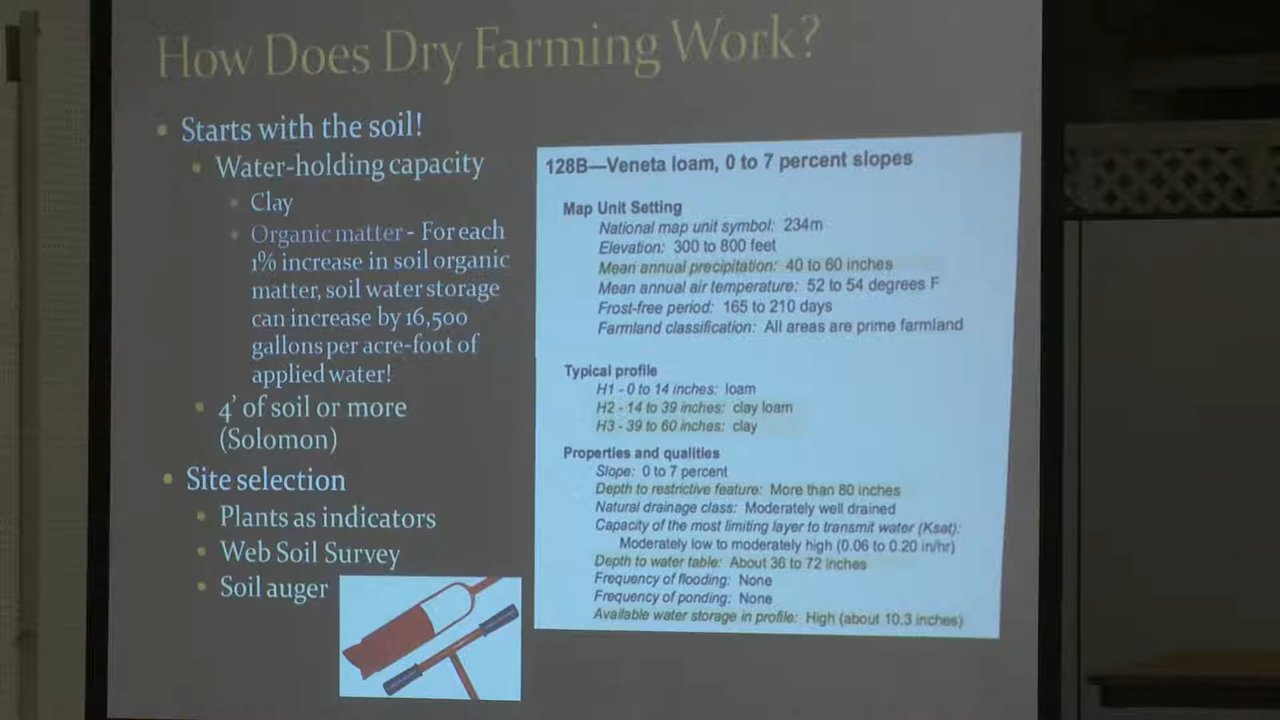 How Does Dry Farming Work?
Starts with the soil!
Water-holding capacity
Clay
Organic matter - For each
1% increase in soil organic
matter, soil water storage
can increase by 16,500
gallons per acre-foot of
applied water!
4' of soil or more
(Solomon)
Site selection
Plants as indicators
Web Soil Survey
Soil auger
128B—Veneta loam, 0 to 7 percent slopes
Map Unit Setting
National map unit symbol: 234m
Elevation: 300 to 800 feet
Mean annual precipitation: 40 to 60 inches
Mean annual air temperature: 52 to 54 degrees F
Frost-free period: 165 to 210 days
Farmland classification: All areas are prime farmland
Typical profile
H1 - 0 to 14 inches: loam
H2 - 14 to 39 inches: clay loam
H3 - 39 to 60 inches: clay
Properties and qualities
Slope: 0 to 7 percent
Depth to restrictive feature: More than 80 inches
Natural drainage class: Moderately well drained
Capacity of the most limiting layer to transmit water (Ksat):
Moderately low to moderately high (0.06 to 0.20 in/hr)
Depth to water table: About 36 to 72 inches
Frequency of flooding: None
Frequency of ponding: None
Available water storage in profile: High (about 10.3 inches)